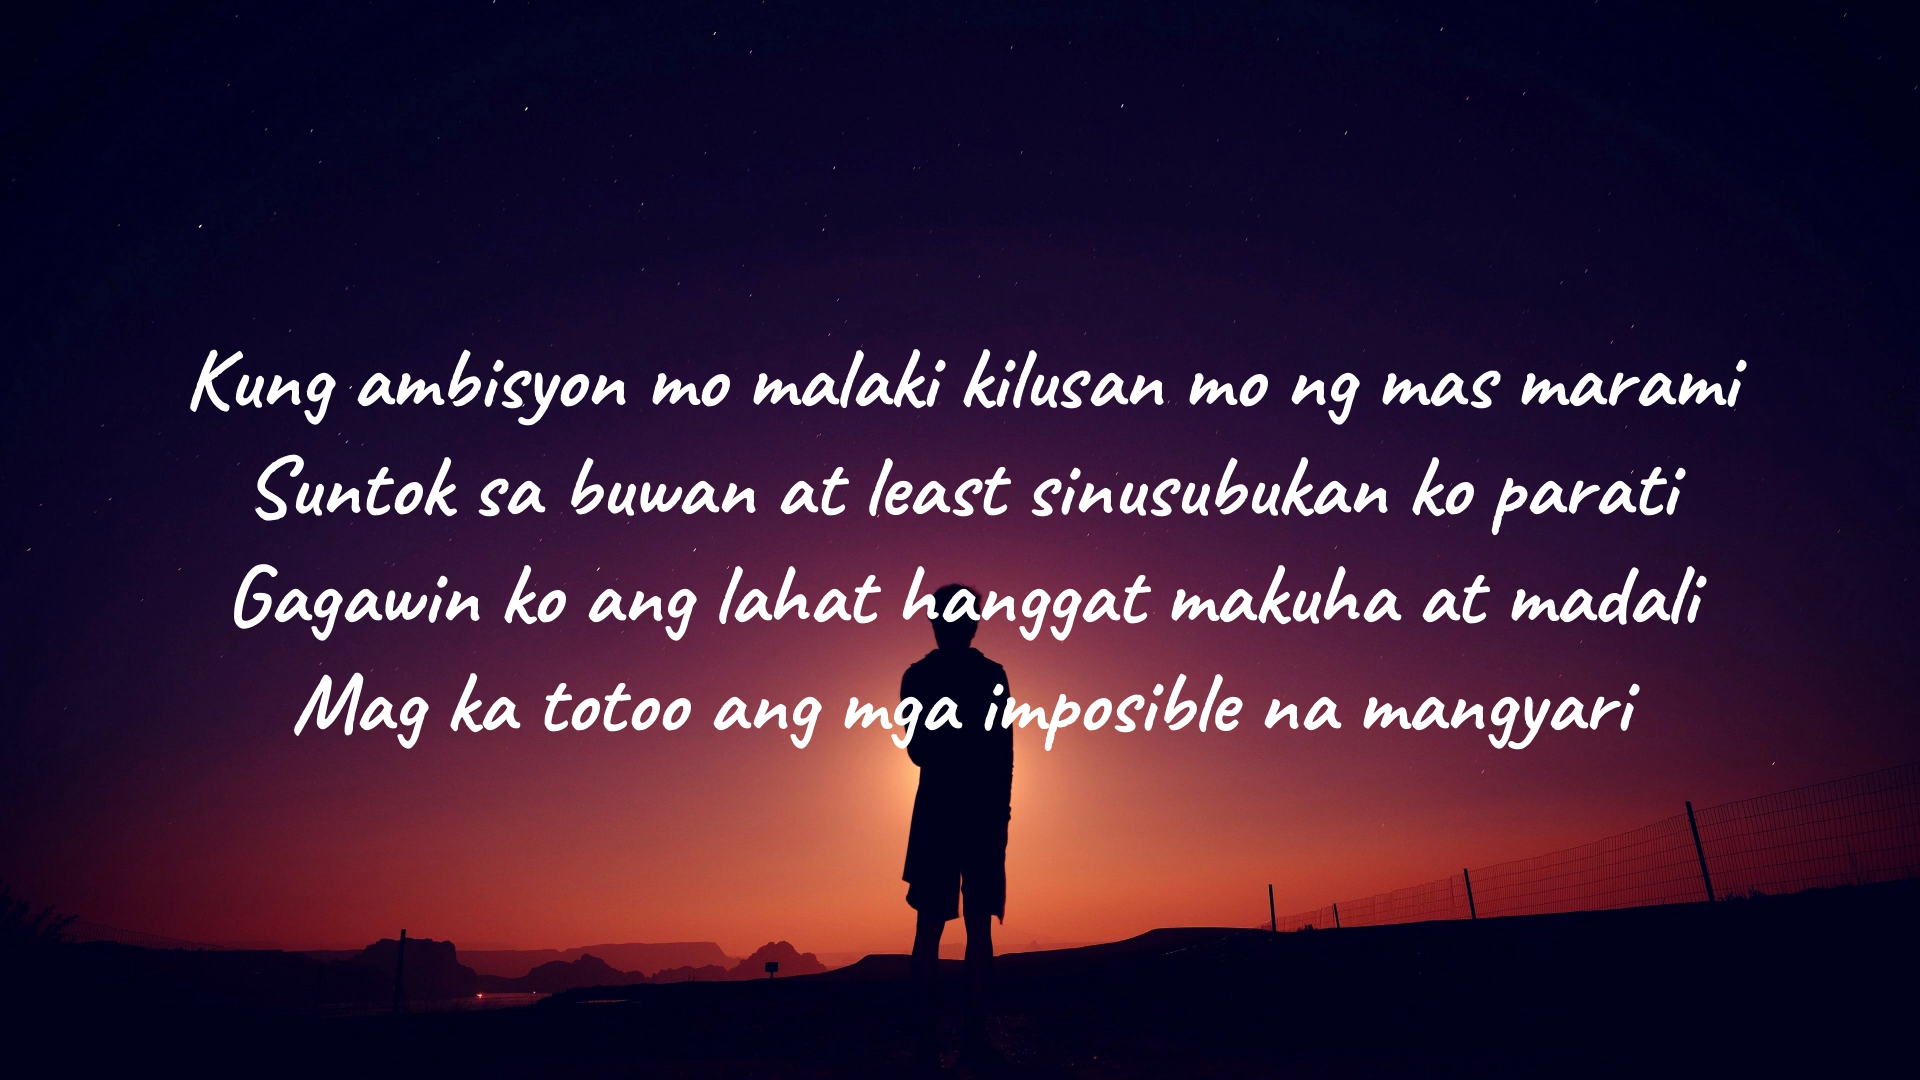 Kung ambisyon mo malaki kilusan mo ng mas marami
Suntok sa buwan at least sinusubukan ko parati
Gagawin ko ang lahat hanggat makuha at madali
Mag ka totoo ang mga imposible na mangyari